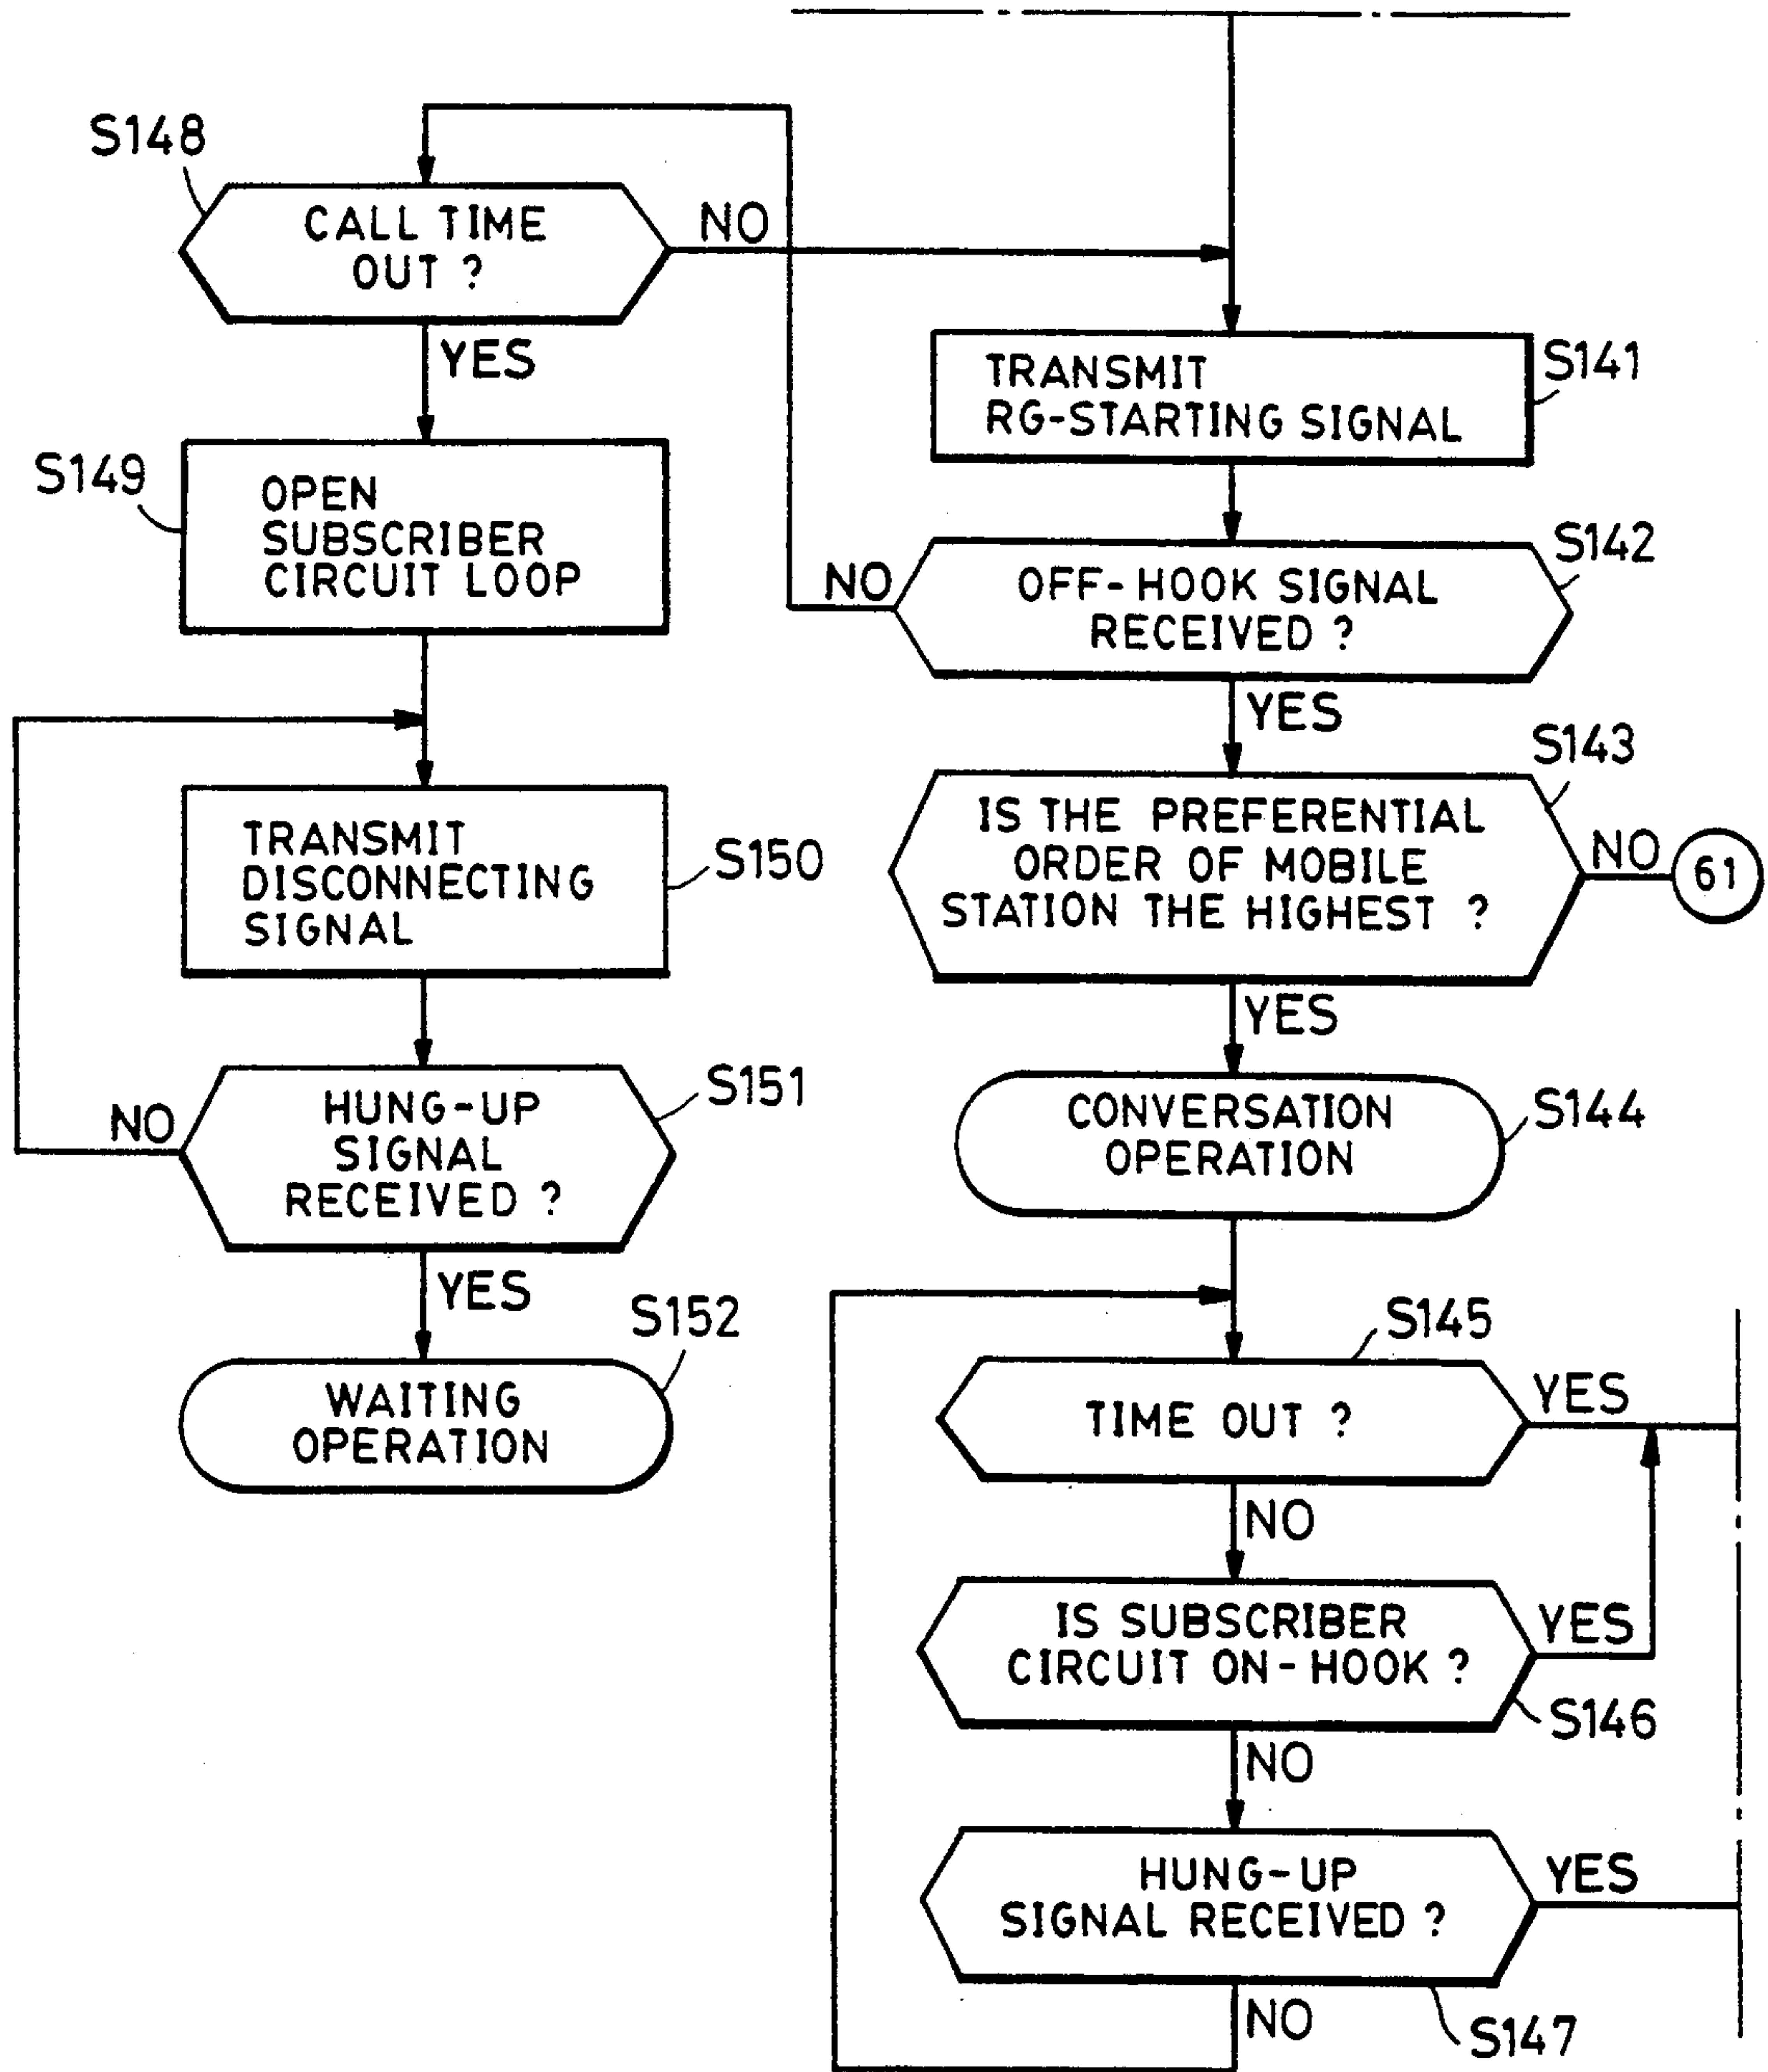 S148
CALL TIME
OUT ?
NO
YES
S149
OPEN
SUBSCRIBER
CIRCUIT LOOP
TRANSMIT
DISCONNECTING
SIGNAL
S150
HUNG-UP
SIGNAL
RECEIVED ?
S151
NO
YES
S152
WAITING
OPERATION
TRANSMIT
RG-STARTING SIGNAL
S141
OFF-HOOK SIGNAL
RECEIVED ?
S142
NO
YES
S143
IS THE PREFERENTIAL
ORDER OF MOBILE
STATION THE HIGHEST ?
NO
61
YES
CONVERSATION
OPERATION
S144
S145
TIME OUT ?
YES
NO
IS SUBSCRIBER
CIRCUIT ON-HOOK ?
YES
S146
NO
HUNG-UP
SIGNAL RECEIVED ?
YES
NO
S147